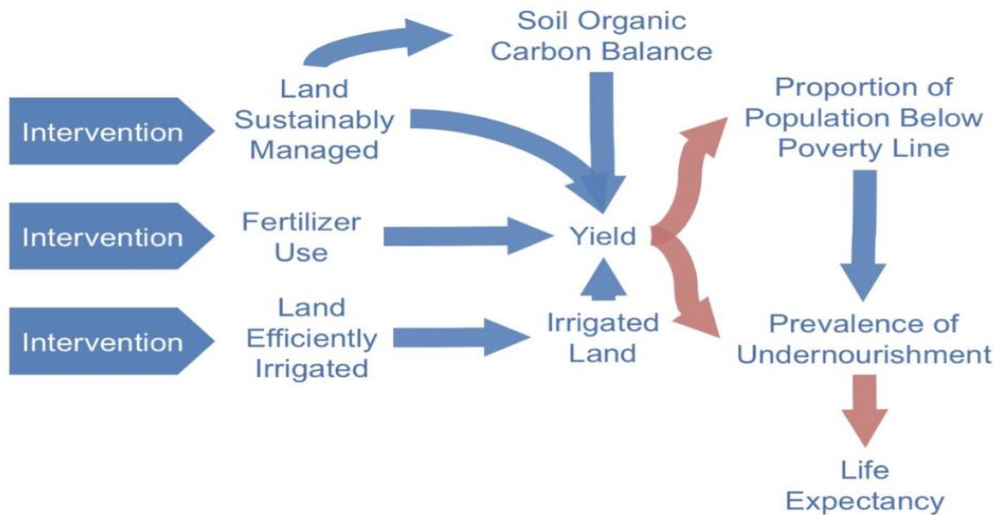 Soil Organic
Carbon Balance
Intervention
Land
Sustainably
Managed
Proportion of
Population Below
Poverty Line
Intervention
Fertilizer
Use
Yield
Intervention
Land
Efficiently
Irrigated
Irrigated
Land
Prevalence of
Undernourishment
Life
Expectancy